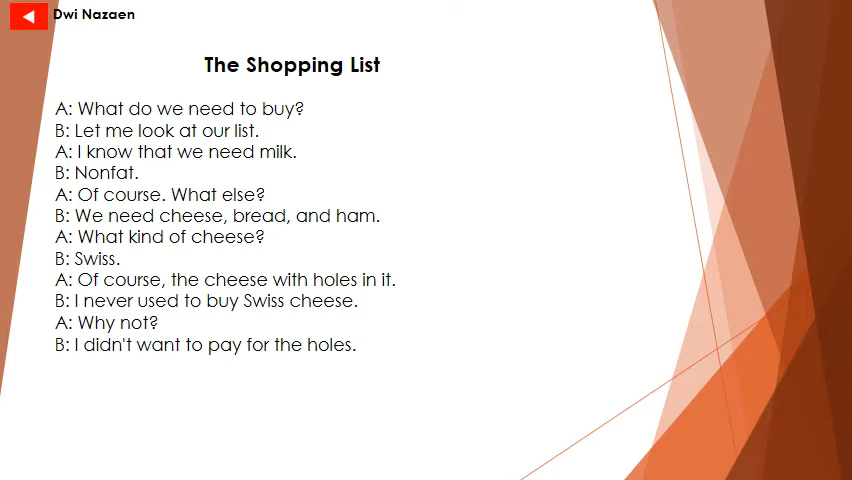 Dwi Nazaen
The Shopping List
A: What do we need to buy?
B: Let me look at our list.
A: I know that we need milk.
B: Nonfat.
A: Of course. What else?
B: We need cheese, bread, and ham.
A: What kind of cheese?
B: Swiss.
A: Of course, the cheese with holes in it.
B: I never used to buy Swiss cheese.
A: Why not?
B: I didn't want to pay for the holes.